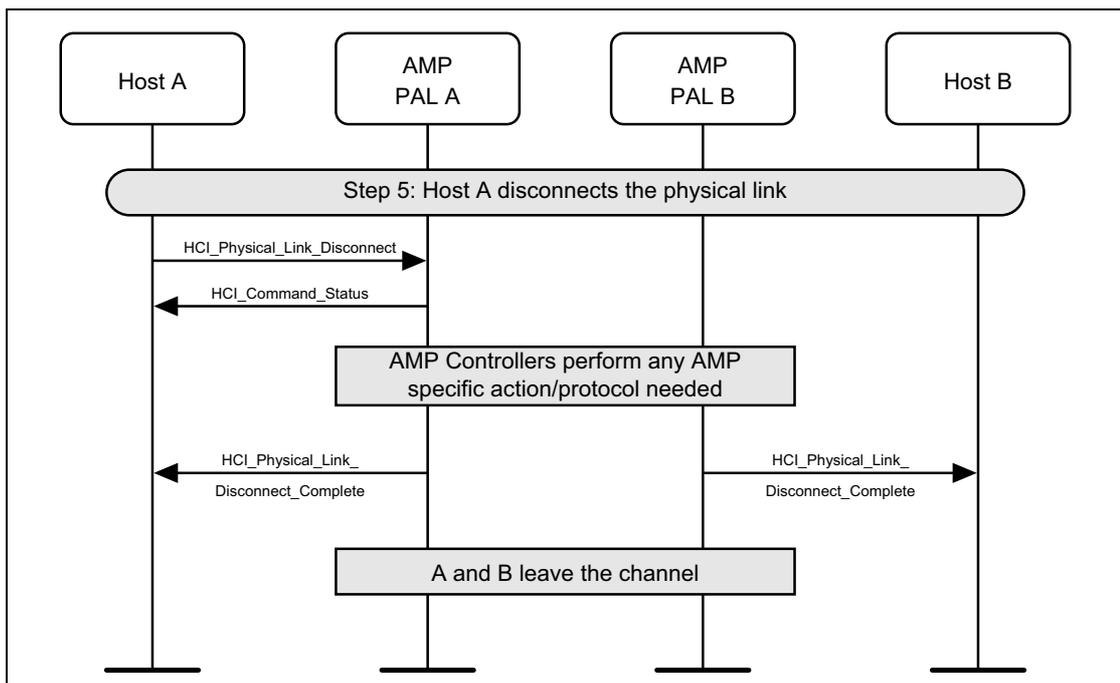 Host A
AMP
PAL A
AMP
PAL B
Host B
Step 5: Host A disconnects the physical link
HCI_Physical_Link_Disconnect
HCI_Command_Status
AMP Controllers perform any AMP
specific action/protocol needed
HCI_Physical_Link_
Disconnect_Complete
HCI_Physical_Link_
Disconnect_Complete
A and B leave the channel